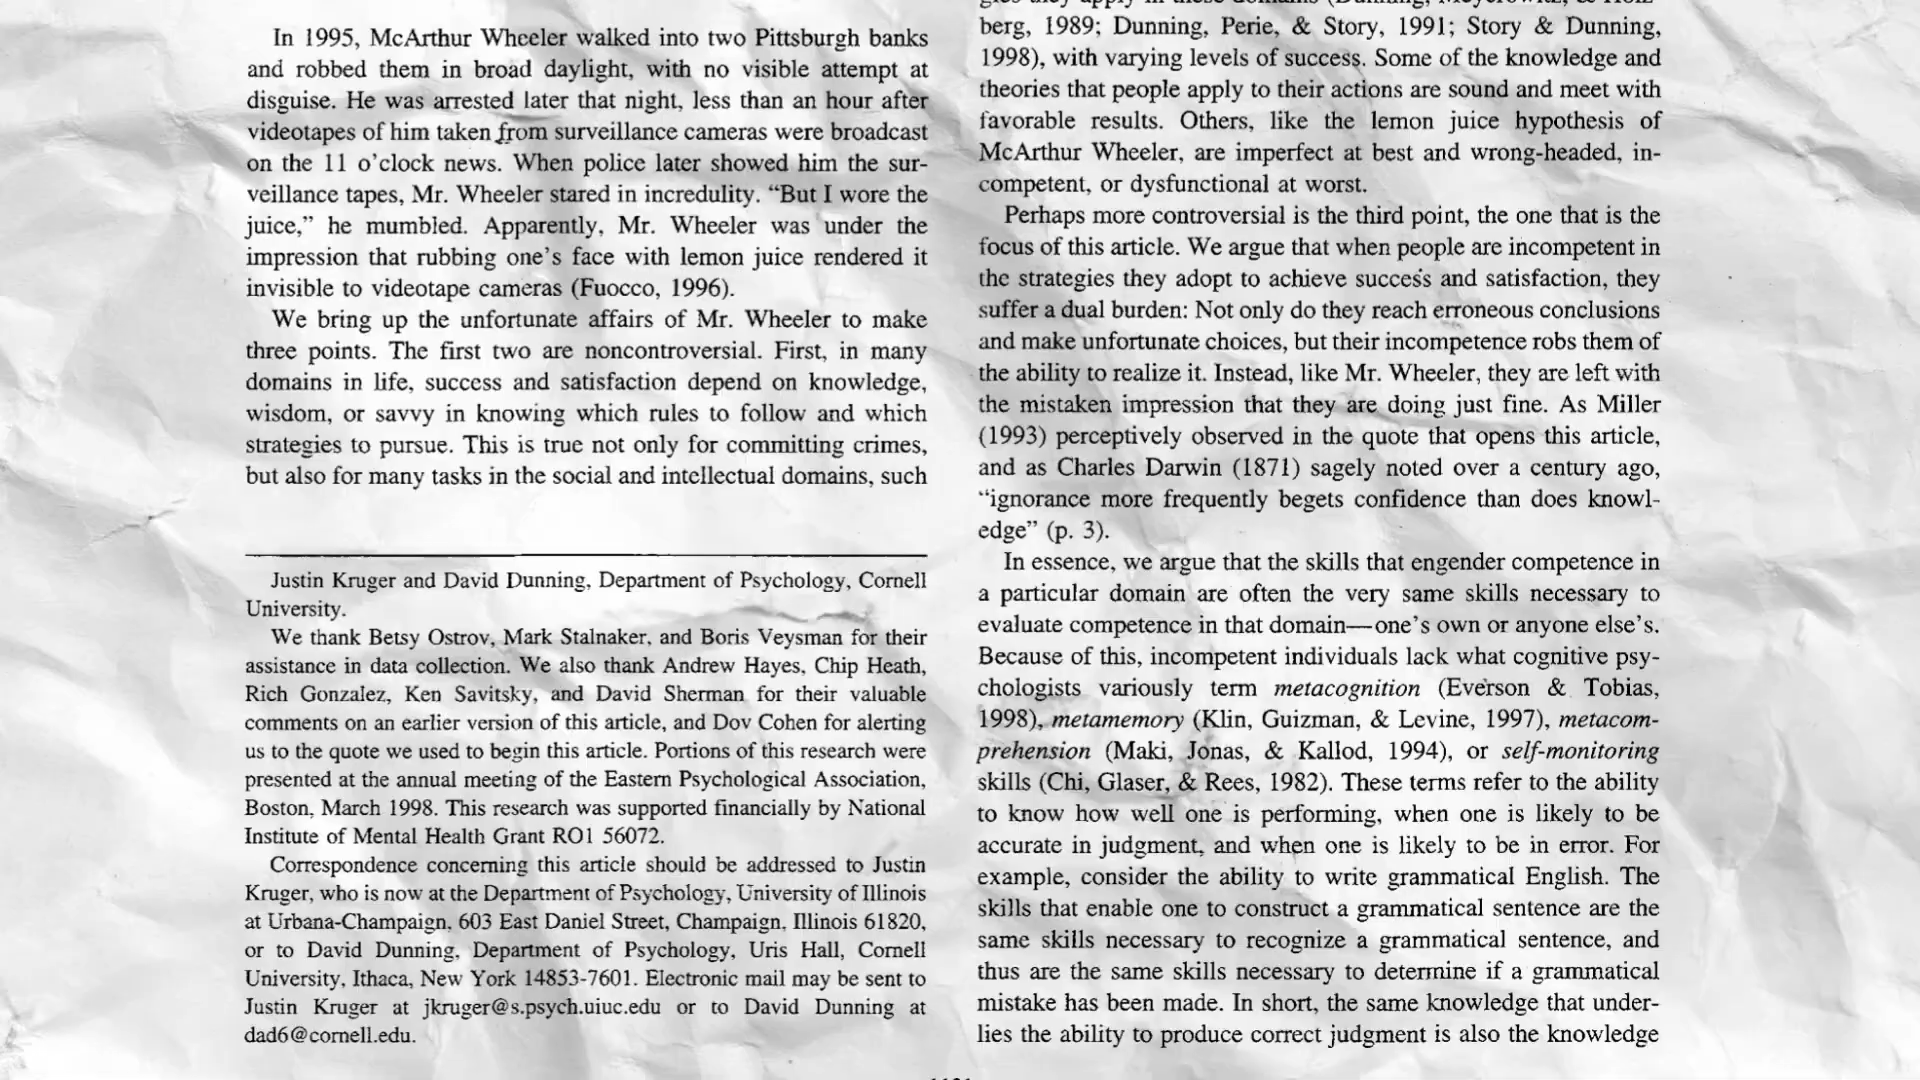 In 1995, McArthur Wheeler walked into two Pittsburgh banks
and robbed them in broad daylight, with no visible attempt at
disguise. He was arrested later that night, less than an hour after
videotapes of him taken from surveillance cameras were broadcast
on the 11 o'clock news. When police later showed him the sur-
veillance tapes, Mr. Wheeler stared in incredulity. “But I wore the
juice,” he mumbled. Apparently, Mr. Wheeler was under the
impression that rubbing one's face with lemon juice rendered it
invisible to videotape cameras (Fuocco, 1996).
We bring up the unfortunate affairs of Mr. Wheeler to make
three points. The first two are noncontroversial. First, in many
domains in life, success and satisfaction depend on knowledge,
wisdom, or savvy in knowing which rules to follow and which
strategies to pursue. This is true not only for committing crimes,
but also for many tasks in the social and intellectual domains, such
Justin Kruger and David Dunning, Department of Psychology, Cornell
University.
We thank Betsy Ostrov, Mark Stalnaker, and Boris Veysman for their
assistance in data collection. We also thank Andrew Hayes, Chip Heath,
Rich Gonzalez, Ken Savitsky, and David Sherman for their valuable
comments on an earlier version of this article, and Dov Cohen for alerting
us to the quote we used to begin this article. Portions of this research were
presented at the annual meeting of the Eastern Psychological Association,
Boston, March 1998. This research was supported financially by National
Institute of Mental Health Grant RO1 56072.
Correspondence concerning this article should be addressed to Justin
Kruger, who is now at the Department of Psychology, University of Illinois
at Urbana-Champaign, 603 East Daniel Street, Champaign, Illinois 61820,
or to David Dunning, Department of Psychology, Uris Hall, Cornell
University, Ithaca, New York 14853-7601. Electronic mail may be sent to
Justin Kruger at jkruger@s.psych.uiuc.edu or to David Dunning at
dad6@cornell.edu.
berg, 1989; Dunning, Perie, & Story, 1991; Story & Dunning,
1998), with varying levels of success. Some of the knowledge and
theories that people apply to their actions are sound and meet with
favorable results. Others, like the lemon juice hypothesis of
McArthur Wheeler, are imperfect at best and wrong-headed, in-
competent, or dysfunctional at worst.
Perhaps more controversial is the third point, the one that is the
focus of this article. We argue that when people are incompetent in
the strategies they adopt to achieve success and satisfaction, they
suffer a dual burden: Not only do they reach erroneous conclusions
and make unfortunate choices, but their incompetence robs them of
the ability to realize it. Instead, like Mr. Wheeler, they are left with
the mistaken impression that they are doing just fine. As Miller
(1993) perceptively observed in the quote that opens this article,
and as Charles Darwin (1871) sagely noted over a century ago,
“ignorance more frequently begets confidence than does knowl-
edge” (p. 3).
In essence, we argue that the skills that engender competence in
a particular domain are often the very same skills necessary to
evaluate competence in that domain—one's own or anyone else's.
Because of this, incompetent individuals lack what cognitive psy-
chologists variously term metacognition (Everson & Tobias,
1998), metamemory (Klin, Guizman, & Levine, 1997), metacom-
prehension (Maki, Jonas, & Kallod, 1994), or self-monitoring
skills (Chi, Glaser, & Rees, 1982). These terms refer to the ability
to know how well one is performing, when one is likely to be
accurate in judgment, and when one is likely to be in error. For
example, consider the ability to write grammatical English. The
skills that enable one to construct a grammatical sentence are the
same skills necessary to recognize a grammatical sentence, and
thus are the same skills necessary to determine if a grammatical
mistake has been made. In short, the same knowledge that under-
lies the ability to produce correct judgment is also the knowledge